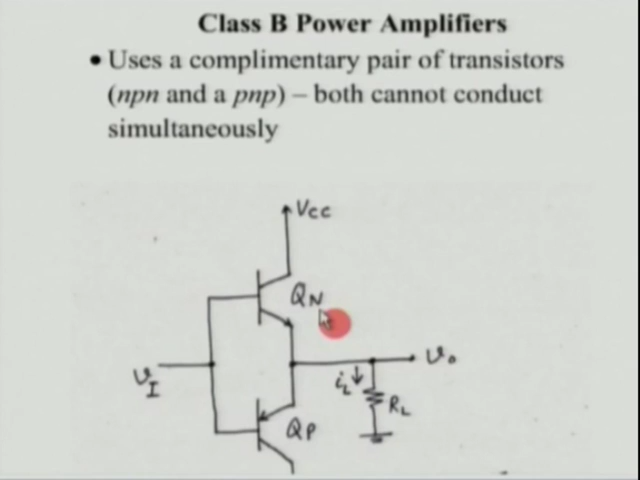 Class B Power Amplifiers
• Uses a complimentary pair of transistors
(npn and a pnp) – both cannot conduct
simultaneously
Vcc
QN
vI
vo
iL
RL
QP